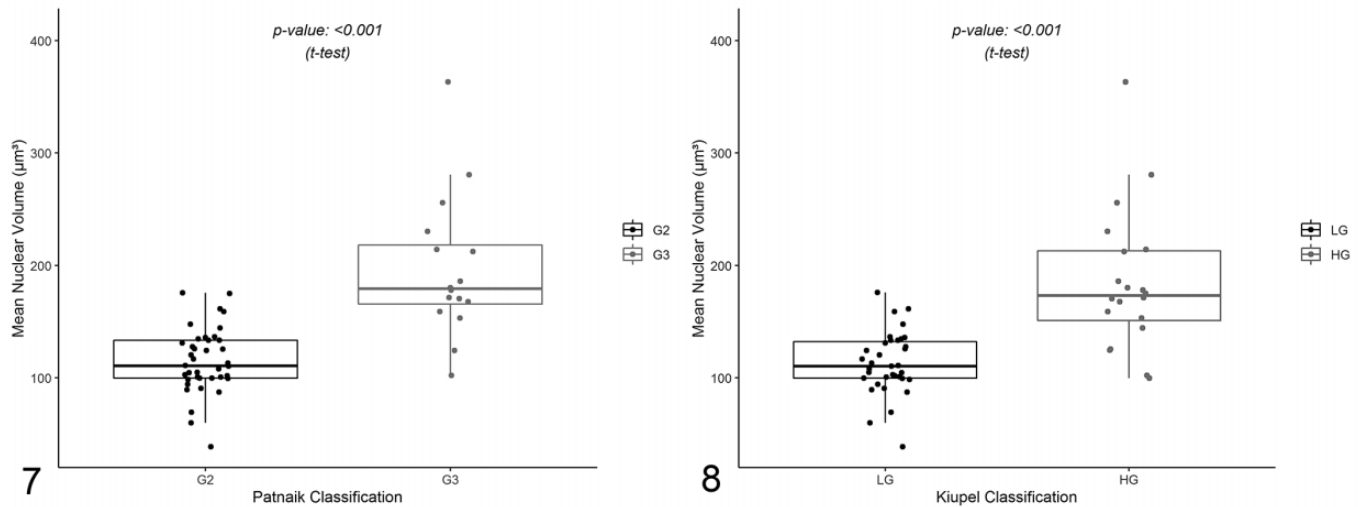 p-value: <0.001
(t-test)
400
300
200
100
Mean Nuclear Volume (µm³)
G2
G3
Patnaik Classification
G2
G3
7
p-value: <0.001
(t-test)
400
300
200
100
Mean Nuclear Volume (µm³)
LG
HG
Kiupel Classification
LG
HG
8